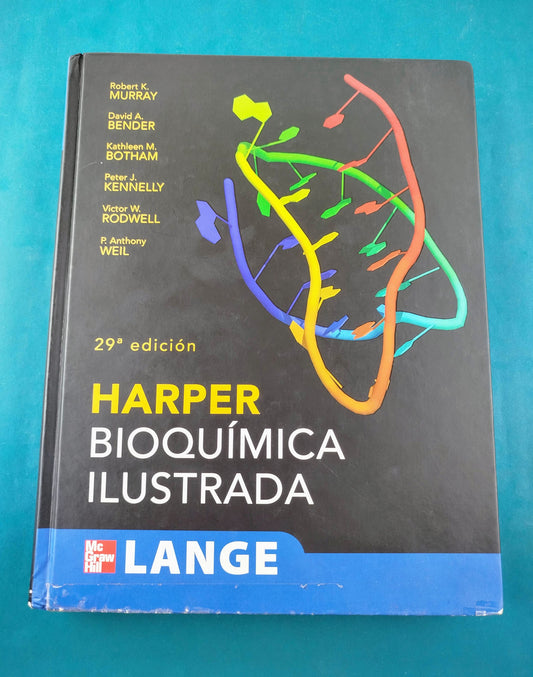 Robert K.
MURRAY
David A.
BENDER
Kathleen M.
BOTHAM
Peter J.
KENNELLY
Victor W.
RODWELL
P. Anthony
WEIL
29ª edición
HARPER
BIOQUÍMICA
ILUSTRADA
Mc
Graw
Hill
LANGE